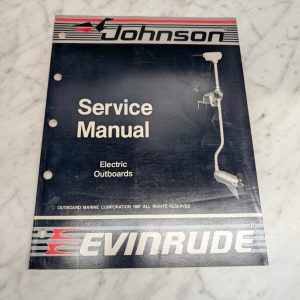 Johnson
Service
Manual
Electric
Outboards
© OUTBOARD MARINE CORPORATION 1987 ALL RIGHTS RESERVED
EVINRUDE